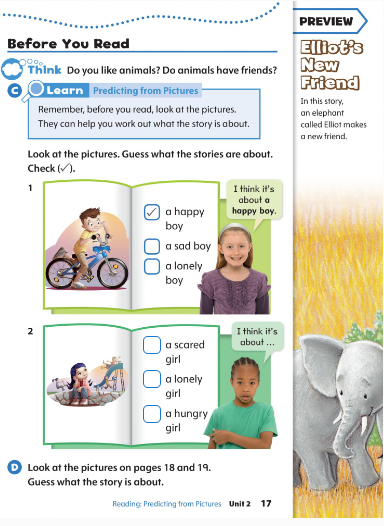 Before You Read
Think Do you like animals? Do animals have friends?
C Learn Predicting from Pictures
Remember, before you read, look at the pictures.
They can help you work out what the story is about.
Look at the pictures. Guess what the stories are about.
Check (✓).
1
✓ a happy
boy
a sad boy
a lonely
boy
I think it's
about a
happy boy.
2
a scared
girl
a lonely
girl
a hungry
girl
I think it's
about ...
D Look at the pictures on pages 18 and 19.
Guess what the story is about.
Reading: Predicting from Pictures Unit 2 17
PREVIEW
Elliot's
New
Friend
In this story,
an elephant
called Elliot makes
a new friend.